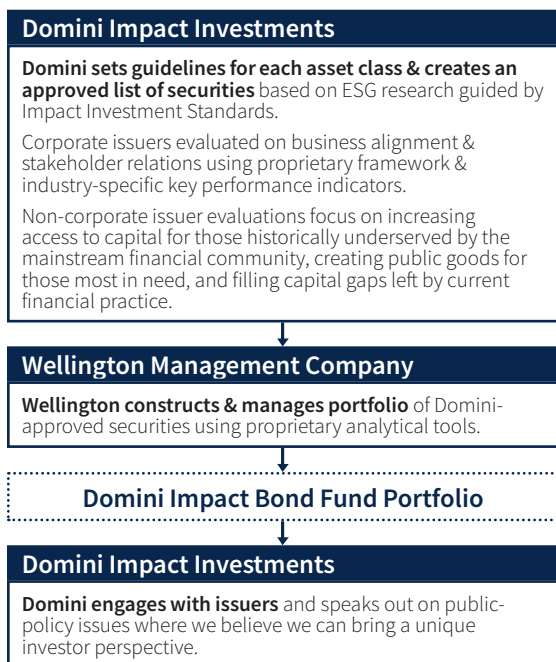 Domini Impact Investments
Domini sets guidelines for each asset class & creates an
approved list of securities based on ESG research guided by
Impact Investment Standards.
Corporate issuers evaluated on business alignment &
stakeholder relations using proprietary framework &
industry-specific key performance indicators.
Non-corporate issuer evaluations focus on increasing
access to capital for those historically underserved by the
mainstream financial community, creating public goods for
those most in need, and filling capital gaps left by current
financial practice.
Wellington Management Company
Wellington constructs & manages portfolio of Domini-
approved securities using proprietary analytical tools.
Domini Impact Bond Fund Portfolio
Domini Impact Investments
Domini engages with issuers and speaks out on public-
policy issues where we believe we can bring a unique
investor perspective.